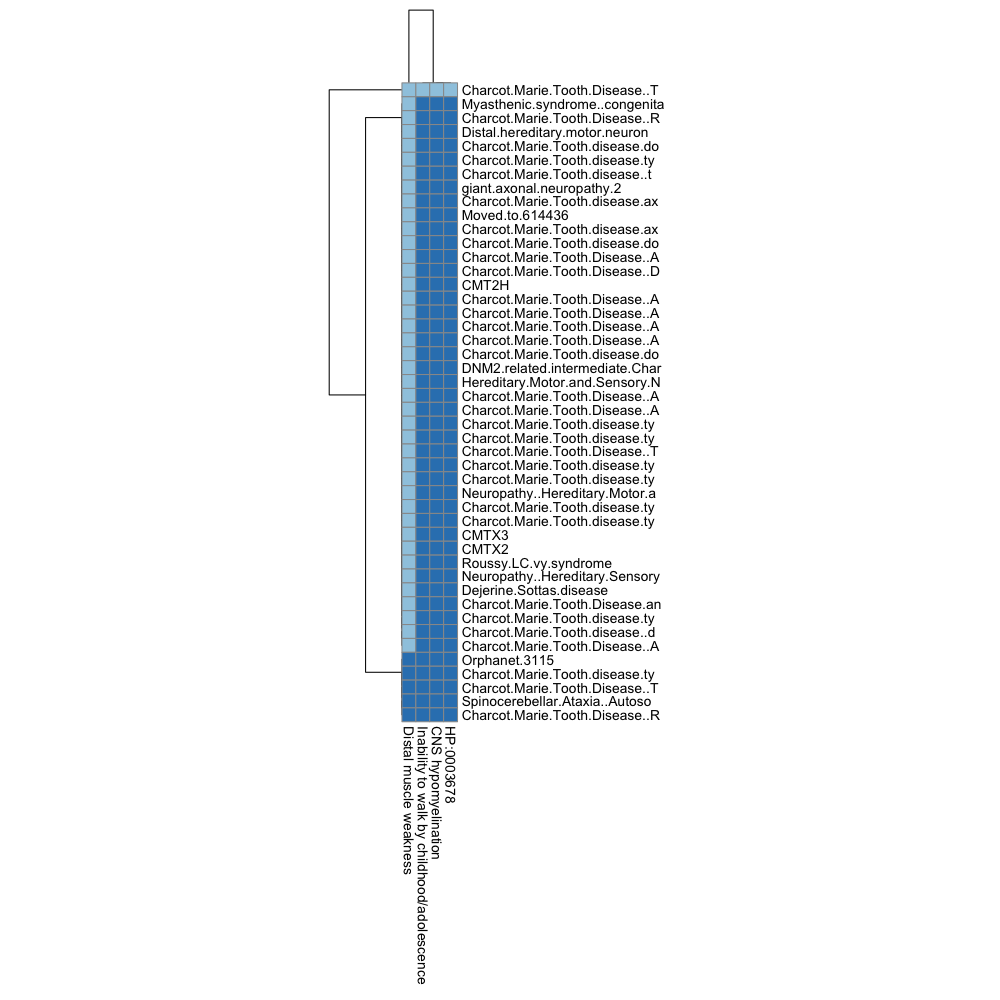 Charcot.Marie.Tooth.Disease..T
Myasthenic.syndrome..congenita
Charcot.Marie.Tooth.Disease..R
Distal.hereditary.motor.neuron
Charcot.Marie.Tooth.disease.do
Charcot.Marie.Tooth.disease.ty
Charcot.Marie.Tooth.disease..t
giant.axonal.neuropathy.2
Charcot.Marie.Tooth.disease.ax
Moved.to.614436
Charcot.Marie.Tooth.disease.ax
Charcot.Marie.Tooth.disease.do
Charcot.Marie.Tooth.Disease..A
Charcot.Marie.Tooth.Disease..D
CMT2H
Charcot.Marie.Tooth.Disease..A
Charcot.Marie.Tooth.Disease..A
Charcot.Marie.Tooth.Disease..A
Charcot.Marie.Tooth.Disease..A
Charcot.Marie.Tooth.disease.do
DNM2.related.intermediate.Char
Hereditary.Motor.and.Sensory.N
Charcot.Marie.Tooth.Disease..A
Charcot.Marie.Tooth.Disease..A
Charcot.Marie.Tooth.disease.ty
Charcot.Marie.Tooth.disease.ty
Charcot.Marie.Tooth.Disease..T
Charcot.Marie.Tooth.disease.ty
Charcot.Marie.Tooth.disease.ty
Neuropathy..Hereditary.Motor.a
Charcot.Marie.Tooth.disease.ty
Charcot.Marie.Tooth.disease.ty
CMTX3
CMTX2
Roussy.LC.vy.syndrome
Neuropathy..Hereditary.Sensory
Dejerine.Sottas.disease
Charcot.Marie.Tooth.Disease.an
Charcot.Marie.Tooth.disease.ty
Charcot.Marie.Tooth.disease..d
Charcot.Marie.Tooth.Disease..A
Orphanet.3115
Charcot.Marie.Tooth.disease.ty
Charcot.Marie.Tooth.Disease..T
Spinocerebellar.Ataxia..Autoso
Charcot.Marie.Tooth.Disease..R
Distal muscle weakness
Inability to walk by childhood/adolescence
CNS hypomyelination
HP:0003678